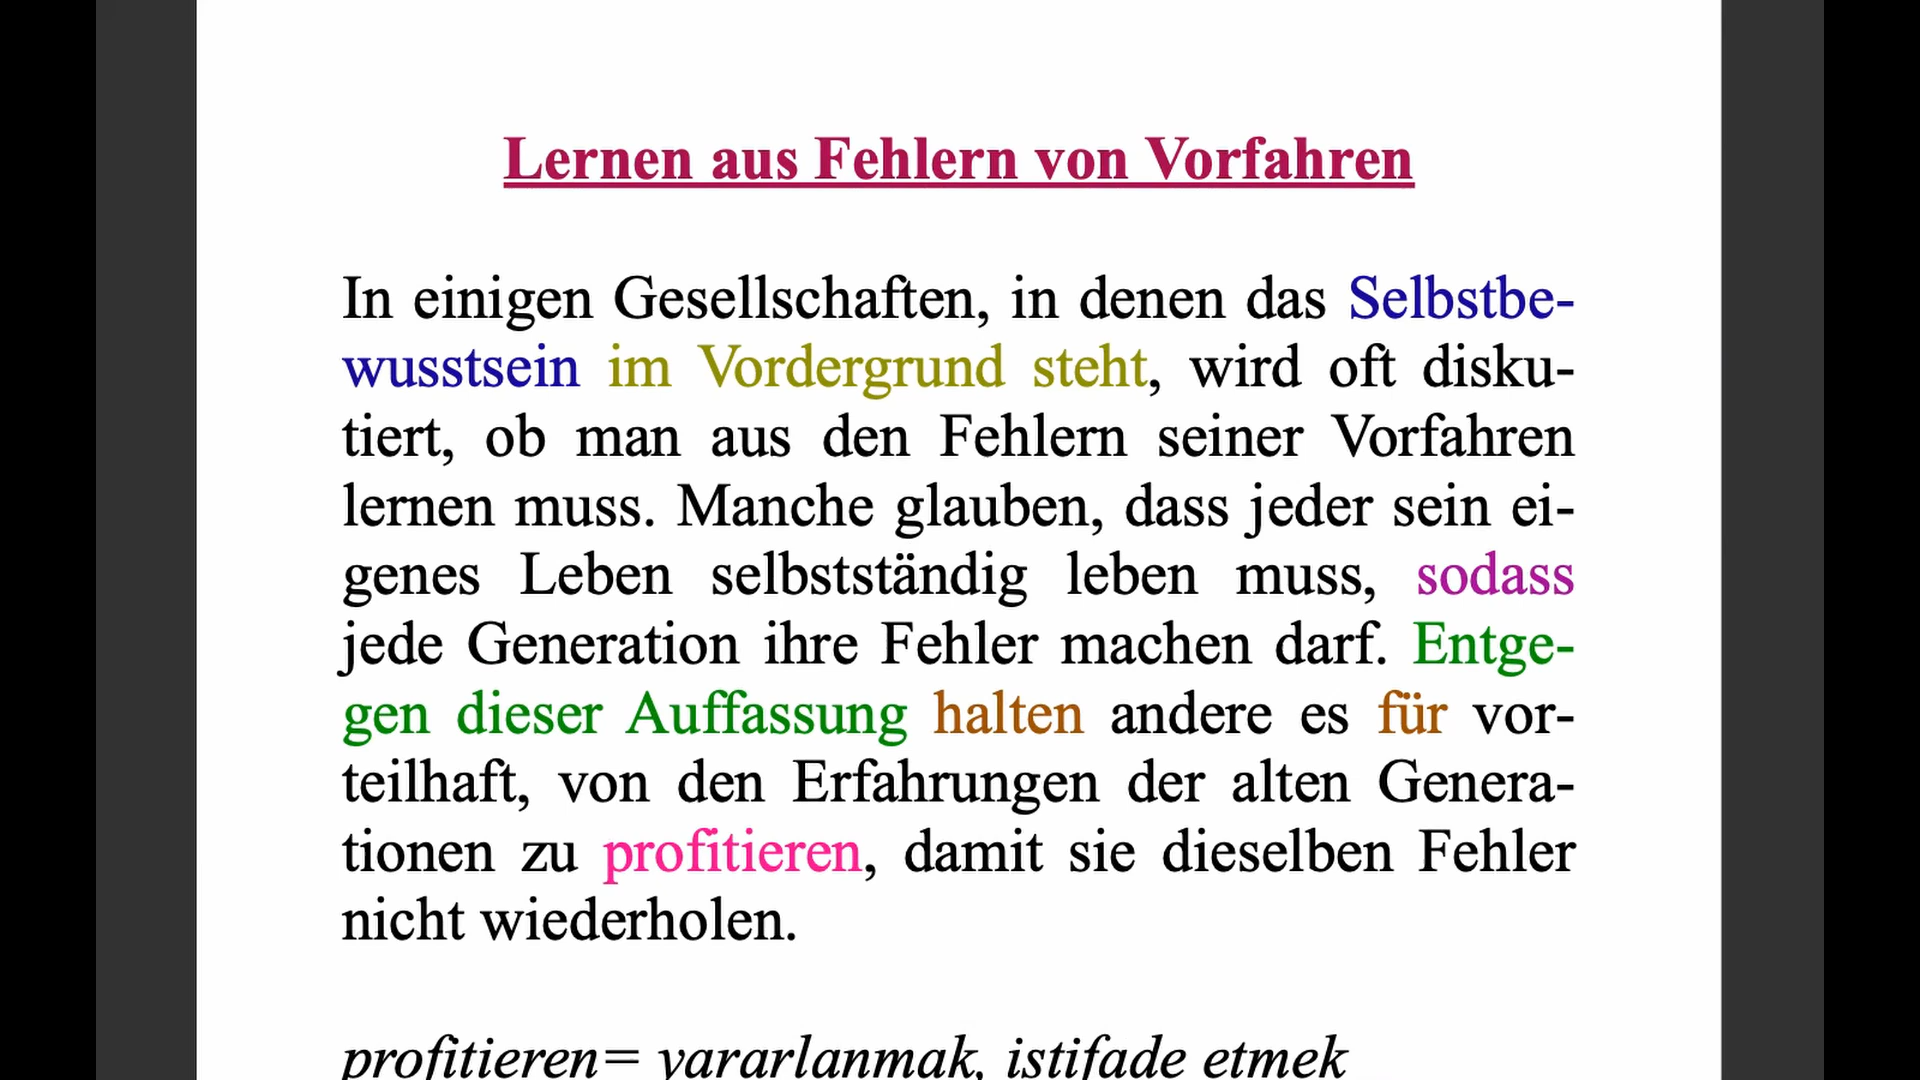 Lernen aus Fehlern von Vorfahren
In einigen Gesellschaften, in denen das Selbstbe-
wusstsein im Vordergrund steht, wird oft disku-
tiert, ob man aus den Fehlern seiner Vorfahren
lernen muss. Manche glauben, dass jeder sein ei-
genes Leben selbstständig leben muss, sodass
jede Generation ihre Fehler machen darf. Entge-
gen dieser Auffassung halten andere es für vor-
teilhaft, von den Erfahrungen der alten Genera-
tionen zu profitieren, damit sie dieselben Fehler
nicht wiederholen.
profitieren= yararlanmak, istifade etmek